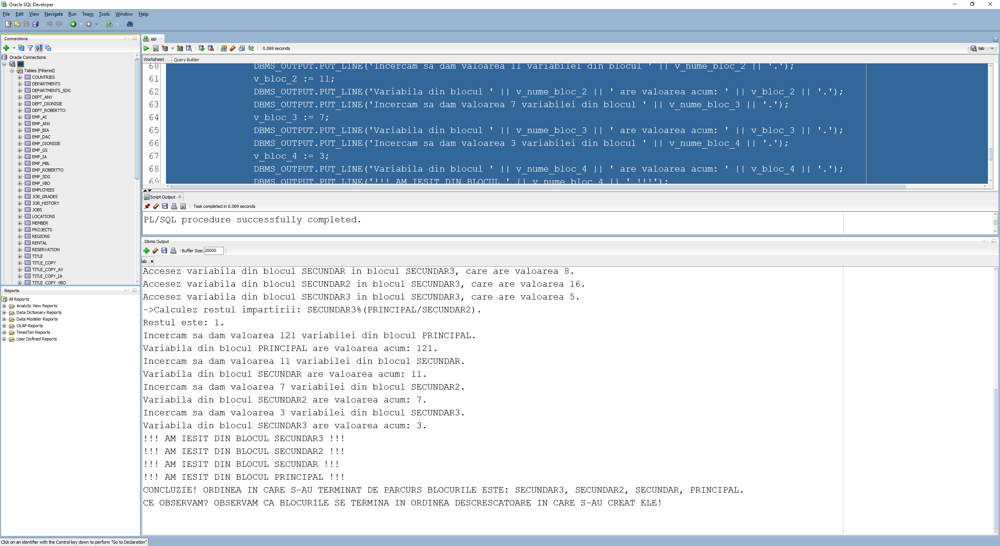 Oracle SQL Developer
File Edit View Navigate Run Team Tools Window Help
Connections
Oracle Connections
lab
Tables (Filtered)
COUNTRIES
DEPARTMENTS
DEPARTMENTS_SDG
DEPT_ANV
DEPT_DIONISIE
DEPT_ROBERTTO
EMP_AI
EMP_ANV
EMP_BIA
EMP_DAC
EMP_DIONISIE
EMP_GS
EMP_IA
EMP_MBL
EMP_ROBERTTO
EMP_SDG
EMP_VBO
EMPLOYEES
JOB_GRADES
JOB_HISTORY
JOBS
LOCATIONS
MEMBER
PROJECTS
REGIONS
RENTAL
RESERVATION
TITLE
TITLE_COPY
TITLE_COPY_AV
TITLE_COPY_IA
TITLE_COPY_VBO
Reports
All Reports
Analytic View Reports
Data Dictionary Reports
Data Modeler Reports
OLAP Reports
TimesTen Reports
User Defined Reports
lab
0.069 seconds
lab
Worksheet Query Builder
60 DBMS_OUTPUT.PUT_LINE('Incercam sa dam valoarea 11 variabilei din blocul ' || v_nume_bloc_2 || '.');
61 v_bloc_2 := 11;
62 DBMS_OUTPUT.PUT_LINE('Variabila din blocul ' || v_nume_bloc_2 || ' are valoarea acum: ' || v_bloc_2 || '.');
63 DBMS_OUTPUT.PUT_LINE('Incercam sa dam valoarea 7 variabilei din blocul ' || v_nume_bloc_3 || '.');
64 v_bloc_3 := 7;
65 DBMS_OUTPUT.PUT_LINE('Variabila din blocul ' || v_nume_bloc_3 || ' are valoarea acum: ' || v_bloc_3 || '.');
66 DBMS_OUTPUT.PUT_LINE('Incercam sa dam valoarea 3 variabilei din blocul ' || v_nume_bloc_4 || '.');
67 v_bloc_4 := 3;
68 DBMS_OUTPUT.PUT_LINE('Variabila din blocul ' || v_nume_bloc_4 || ' are valoarea acum: ' || v_bloc_4 || '.');
69 DBMS_OUTPUT.PUT_LINE('!!! AM IESIT DIN BLOCUL ' || v_nume_bloc_4 || ' !!!');
Script Output
Task completed in 0.069 seconds
PL/SQL procedure successfully completed.
Dbms Output
Buffer Size: 20000
lab
Accesez variabila din blocul SECUNDAR in blocul SECUNDAR3, care are valoarea 8.
Accesez variabila din blocul SECUNDAR2 in blocul SECUNDAR3, care are valoarea 16.
Accesez variabila din blocul SECUNDAR3 in blocul SECUNDAR3, care are valoarea 5.
->Calculez restul impartirii: SECUNDAR3%(PRINCIPAL/SECUNDAR2).
Restul este: 1.
Incercam sa dam valoarea 121 variabilei din blocul PRINCIPAL.
Variabila din blocul PRINCIPAL are valoarea acum: 121.
Incercam sa dam valoarea 11 variabilei din blocul SECUNDAR.
Variabila din blocul SECUNDAR are valoarea acum: 11.
Incercam sa dam valoarea 7 variabilei din blocul SECUNDAR2.
Variabila din blocul SECUNDAR2 are valoarea acum: 7.
Incercam sa dam valoarea 3 variabilei din blocul SECUNDAR3.
Variabila din blocul SECUNDAR3 are valoarea acum: 3.
!!! AM IESIT DIN BLOCUL SECUNDAR3 !!!
!!! AM IESIT DIN BLOCUL SECUNDAR2 !!!
!!! AM IESIT DIN BLOCUL SECUNDAR !!!
!!! AM IESIT DIN BLOCUL PRINCIPAL !!!
CONCLUZIE! ORDINEA IN CARE S-AU TERMINAT DE PARCURS BLOCURILE ESTE: SECUNDAR3, SECUNDAR2, SECUNDAR, PRINCIPAL.
CE OBSERVAM? OBSERVAM CA BLOCURILE SE TERMINA IN ORDINEA DESCRESCATOARE IN CARE S-AU CREAT ELE!
Click on an identifier with the Control key down to perform "Go to Declaration"